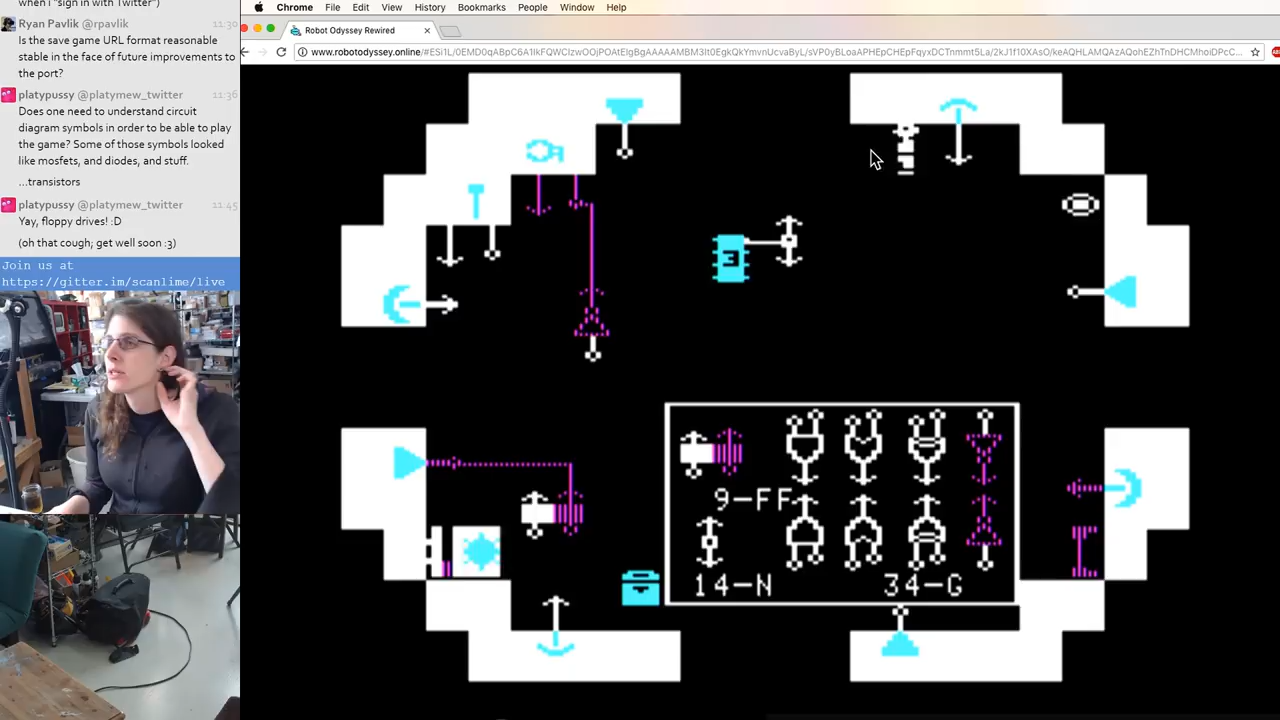 when I "sign in with Twitter")
Ryan Pavlik @rpavlik 11:30
Is the save game URL format reasonable
stable in the face of future improvements to
the port?
platypussy @platymew_twitter 11:36
Does one need to understand circuit
diagram symbols in order to be able to play
the game? Some of those symbols looked
like mosfets, and diodes, and stuff.
...transistors
platypussy @platymew_twitter 11:45
Yay, floppy drives! :D
(oh that cough; get well soon :3)
Join us at
https://gitter.im/scanlime/live
Chrome File Edit View History Bookmarks People Window Help
Robot Odyssey Rewired
www.robotodyssey.online
3
9-FF
14-N 34-G